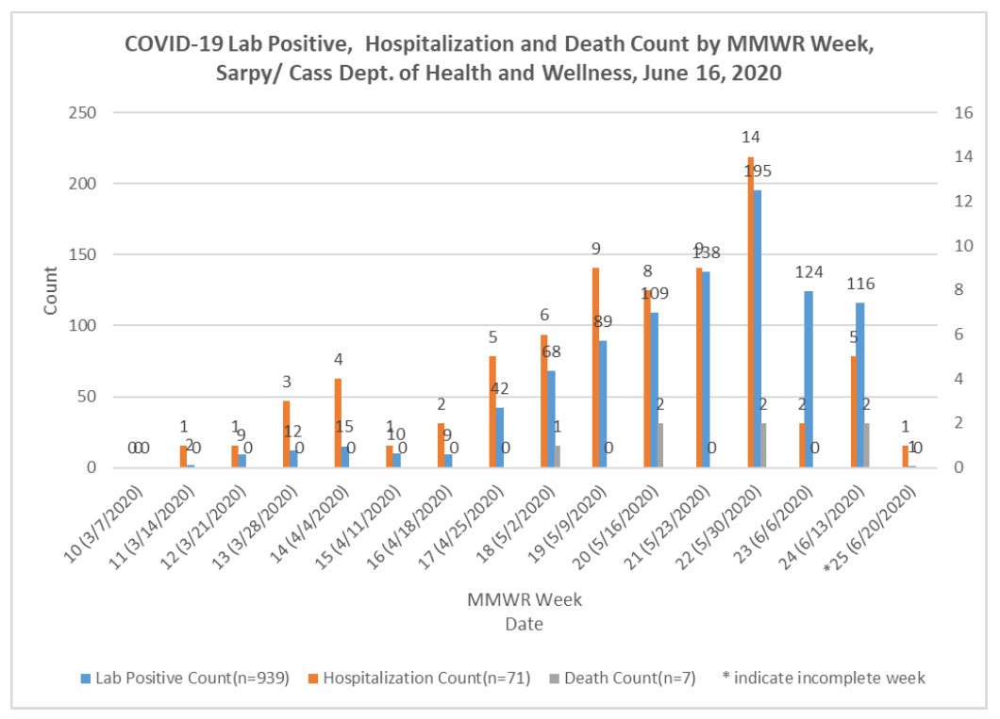 COVID-19 Lab Positive, Hospitalization and Death Count by MMWR Week,
Sarpy/ Cass Dept. of Health and Wellness, June 16, 2020
250
200
150
100
50
0
Count
16
14
12
10
8
6
4
2
0
0 0 0
1 2 0
1 9 0
3 12 0
4 15 0
1 10 0
2 9 0
5 42 0
6 68 1
9 89 0
8 109 2
9 138 0
14 195 2
2 124 0
5 116 2
1 1 0
10 (3/7/2020)
11 (3/14/2020)
12 (3/21/2020)
13 (3/28/2020)
14 (4/4/2020)
15 (4/11/2020)
16 (4/18/2020)
17 (4/25/2020)
18 (5/2/2020)
19 (5/9/2020)
20 (5/16/2020)
21 (5/23/2020)
22 (5/30/2020)
23 (6/6/2020)
24 (6/13/2020)
*25 (6/20/2020)
MMWR Week
Date
Lab Positive Count(n=939) Hospitalization Count(n=71) Death Count(n=7) * indicate incomplete week